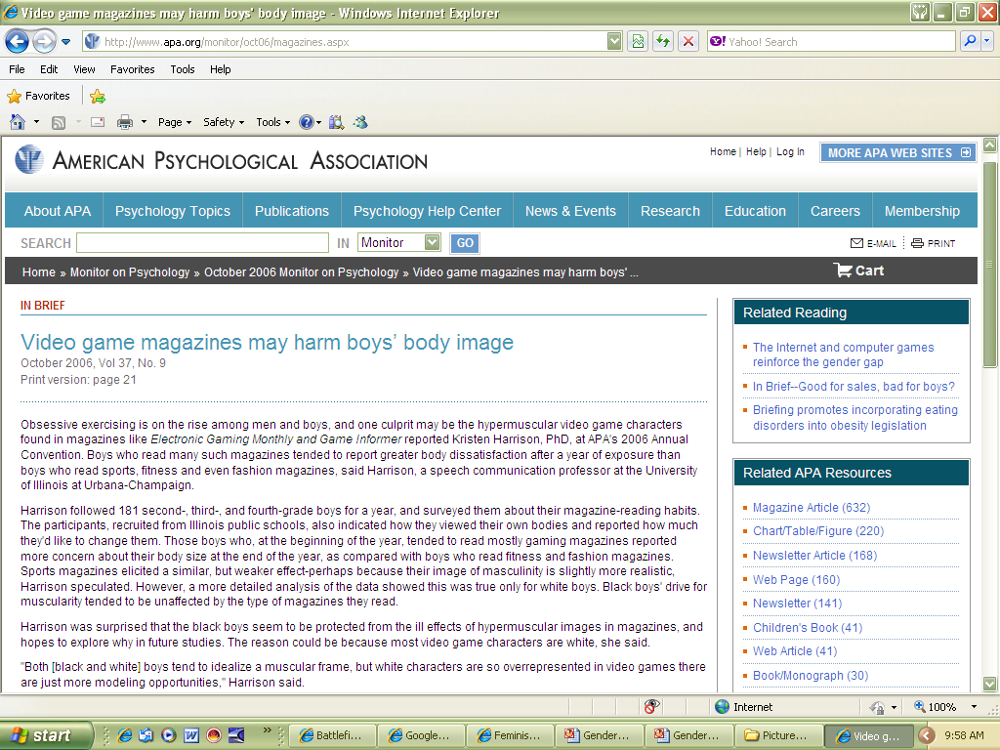 Video game magazines may harm boys' body image - Windows Internet Explorer
http://www.apa.org/monitor/oct06/magazines.aspx
Yahoo! Search
File Edit View Favorites Tools Help
Favorites
Page Safety Tools
AMERICAN PSYCHOLOGICAL ASSOCIATION
Home | Help | Log In
MORE APA WEB SITES
About APA Psychology Topics Publications Psychology Help Center News & Events Research Education Careers Membership
SEARCH IN Monitor GO
E-MAIL PRINT
Home » Monitor on Psychology » October 2006 Monitor on Psychology » Video game magazines may harm boys' ...
Cart
IN BRIEF
Video game magazines may harm boys’ body image
October 2006, Vol 37, No. 9
Print version: page 21
Obsessive exercising is on the rise among men and boys, and one culprit may be the hypermuscular video game characters
found in magazines like Electronic Gaming Monthly and Game Informer reported Kristen Harrison, PhD, at APA's 2006 Annual
Convention. Boys who read many such magazines tended to report greater body dissatisfaction after a year of exposure than
boys who read sports, fitness and even fashion magazines, said Harrison, a speech communication professor at the University
of Illinois at Urbana-Champaign.
Harrison followed 181 second-, third-, and fourth-grade boys for a year, and surveyed them about their magazine-reading habits.
The participants, recruited from Illinois public schools, also indicated how they viewed their own bodies and reported how much
they'd like to change them. Those boys who, at the beginning of the year, tended to read mostly gaming magazines reported
more concern about their body size at the end of the year, as compared with boys who read fitness and fashion magazines.
Sports magazines elicited a similar, but weaker effect-perhaps because their image of masculinity is slightly more realistic,
Harrison speculated. However, a more detailed analysis of the data showed this was true only for white boys. Black boys' drive for
muscularity tended to be unaffected by the type of magazines they read.
Harrison was surprised that the black boys seem to be protected from the ill effects of hypermuscular images in magazines, and
hopes to explore why in future studies. The reason could be because most video game characters are white, she said.
"Both [black and white] boys tend to idealize a muscular frame, but white characters are so overrepresented in video games there
are just more modeling opportunities," Harrison said.
Related Reading
The Internet and computer games
reinforce the gender gap
In Brief--Good for sales, bad for boys?
Briefing promotes incorporating eating
disorders into obesity legislation
Related APA Resources
Magazine Article (632)
Chart/Table/Figure (220)
Newsletter Article (168)
Web Page (160)
Newsletter (141)
Children's Book (41)
Web Article (41)
Book/Monograph (30)
Internet
100%
start
Battlefi...
Google...
Feminis...
Gender...
Gender...
Picture...
Video g...
9:58 AM